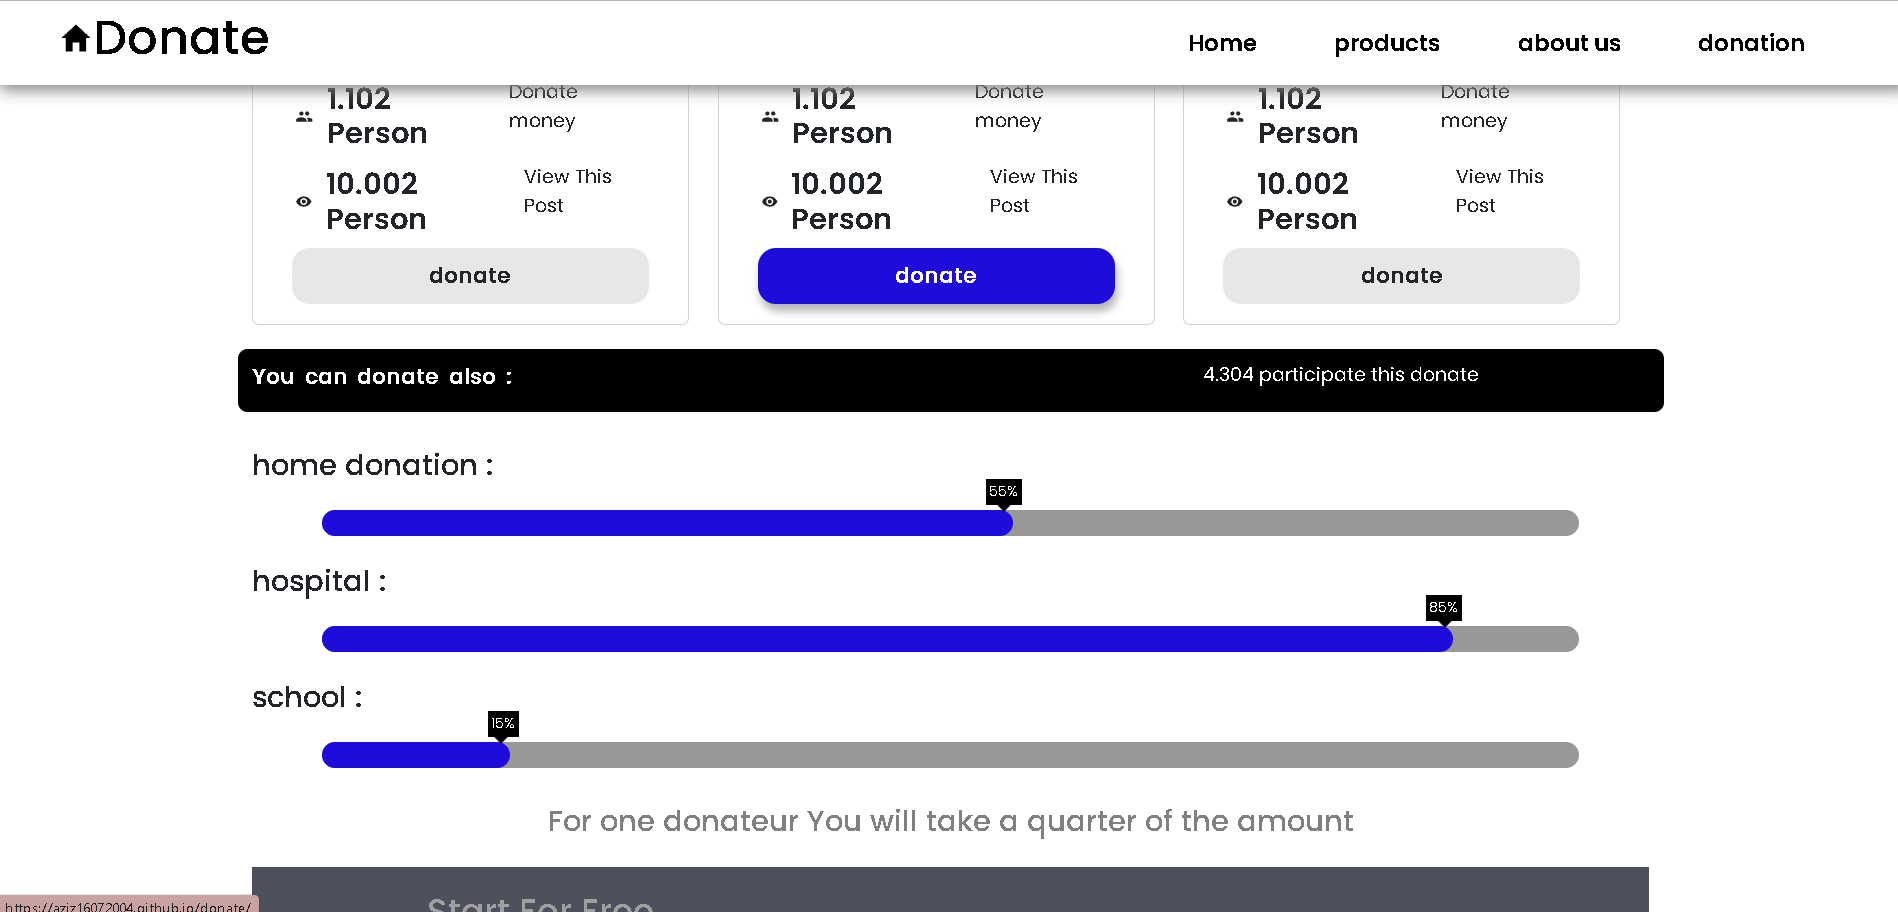 Donate
Home
products
about us
donation
1.102
Person
Donate
money
10.002
Person
View This
Post
donate
1.102
Person
Donate
money
10.002
Person
View This
Post
donate
1.102
Person
Donate
money
10.002
Person
View This
Post
donate
You can donate also :
4.304 participate this donate
home donation :
55%
hospital :
85%
school :
15%
For one donateur You will take a quarter of the amount
Start For Free
https://aziz16072004.github.io/donate/